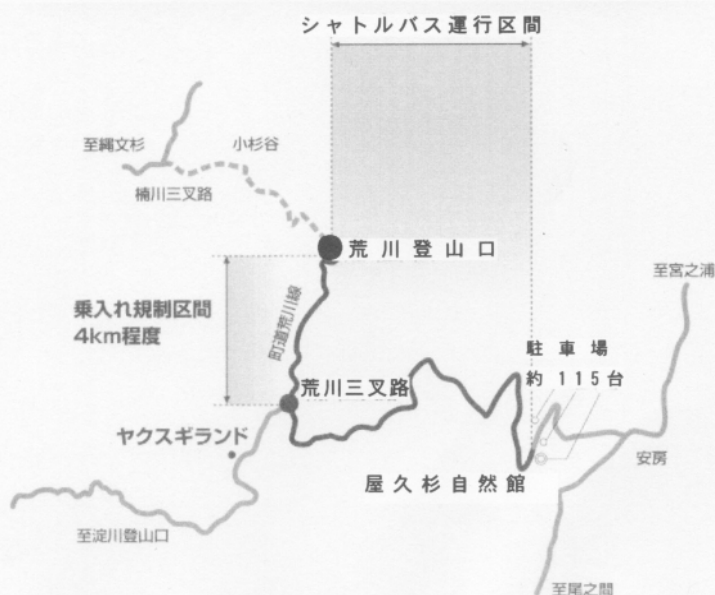 シャトルバス運行区間
至縄文杉
小杉谷
楠川三叉路
荒川登山口
至宮之浦
乗入れ規制区間
4km程度
町道荒川線
駐車場
約115台
荒川三叉路
ヤクスギランド
安房
屋久杉自然館
至淀川登山口
至尾之間